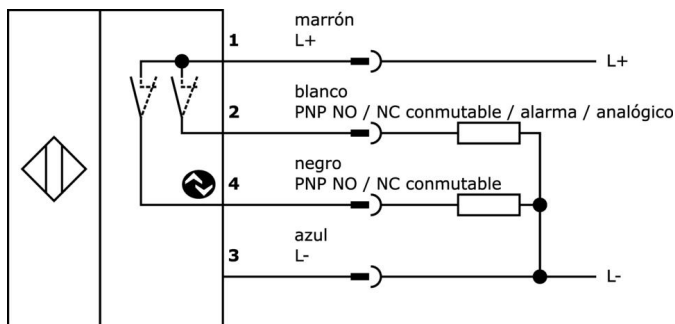 marrón
1
L+
L+
blanco
2
PNP NO / NC conmutable / alarma / analógico
negro
4
PNP NO / NC conmutable
azul
3
L-
L-